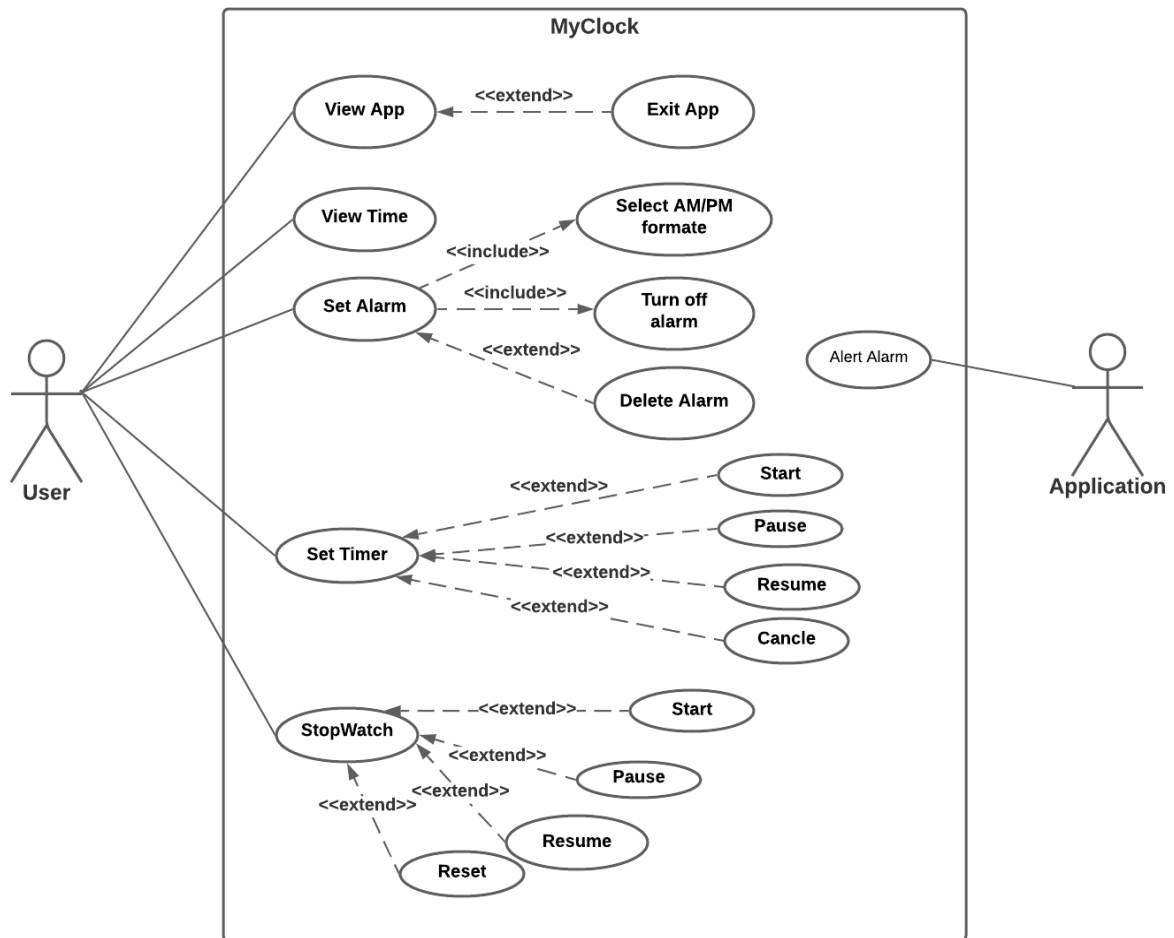 MyClock
View App
<<extend>>
Exit App
View Time
Select AM/PM
formate
<<include>>
Set Alarm
<<include>>
Turn off
alarm
<<extend>>
Delete Alarm
Alert Alarm
User
Application
Set Timer
<<extend>>
Start
<<extend>>
Pause
<<extend>>
Resume
<<extend>>
Cancle
StopWatch
<<extend>>
Start
<<extend>>
Pause
<<extend>>
Resume
<<extend>>
Reset